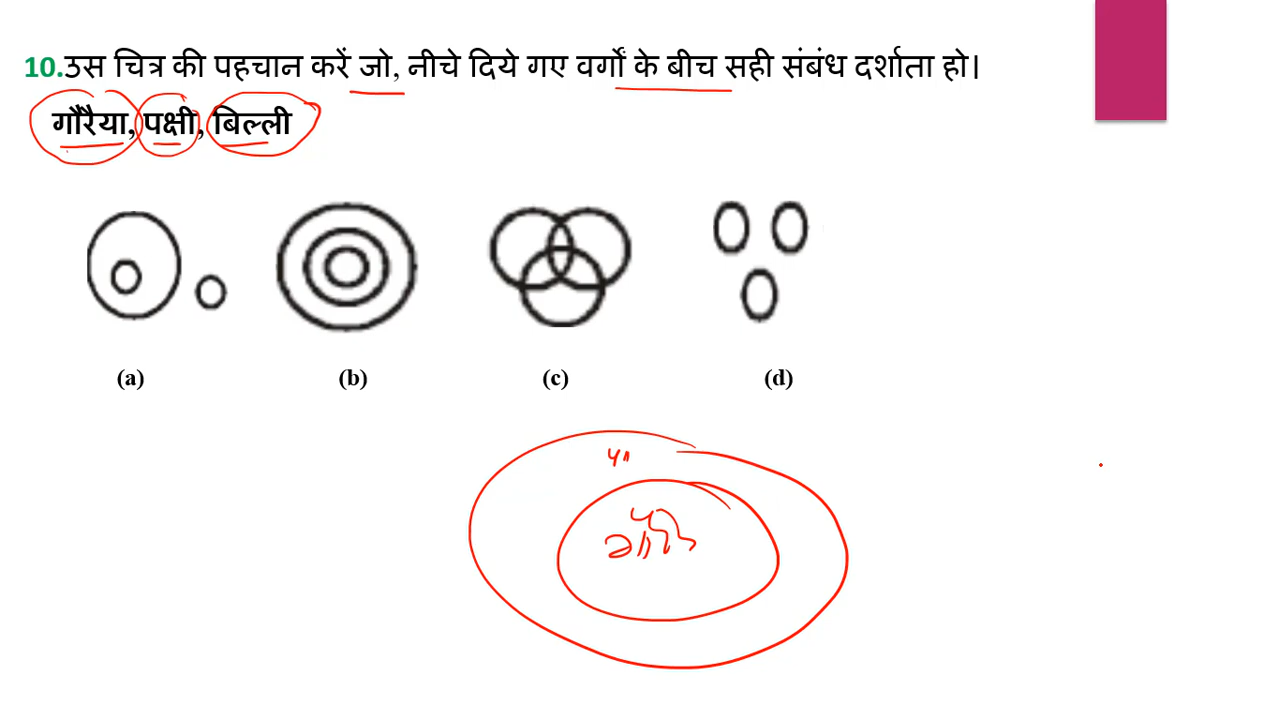 10.उस चित्र की पहचान करें जो, नीचे दिये गए वर्गों के बीच सही संबंध दर्शाता हो।
गौरैया, पक्षी, बिल्ली
(a) (b) (c) (d)